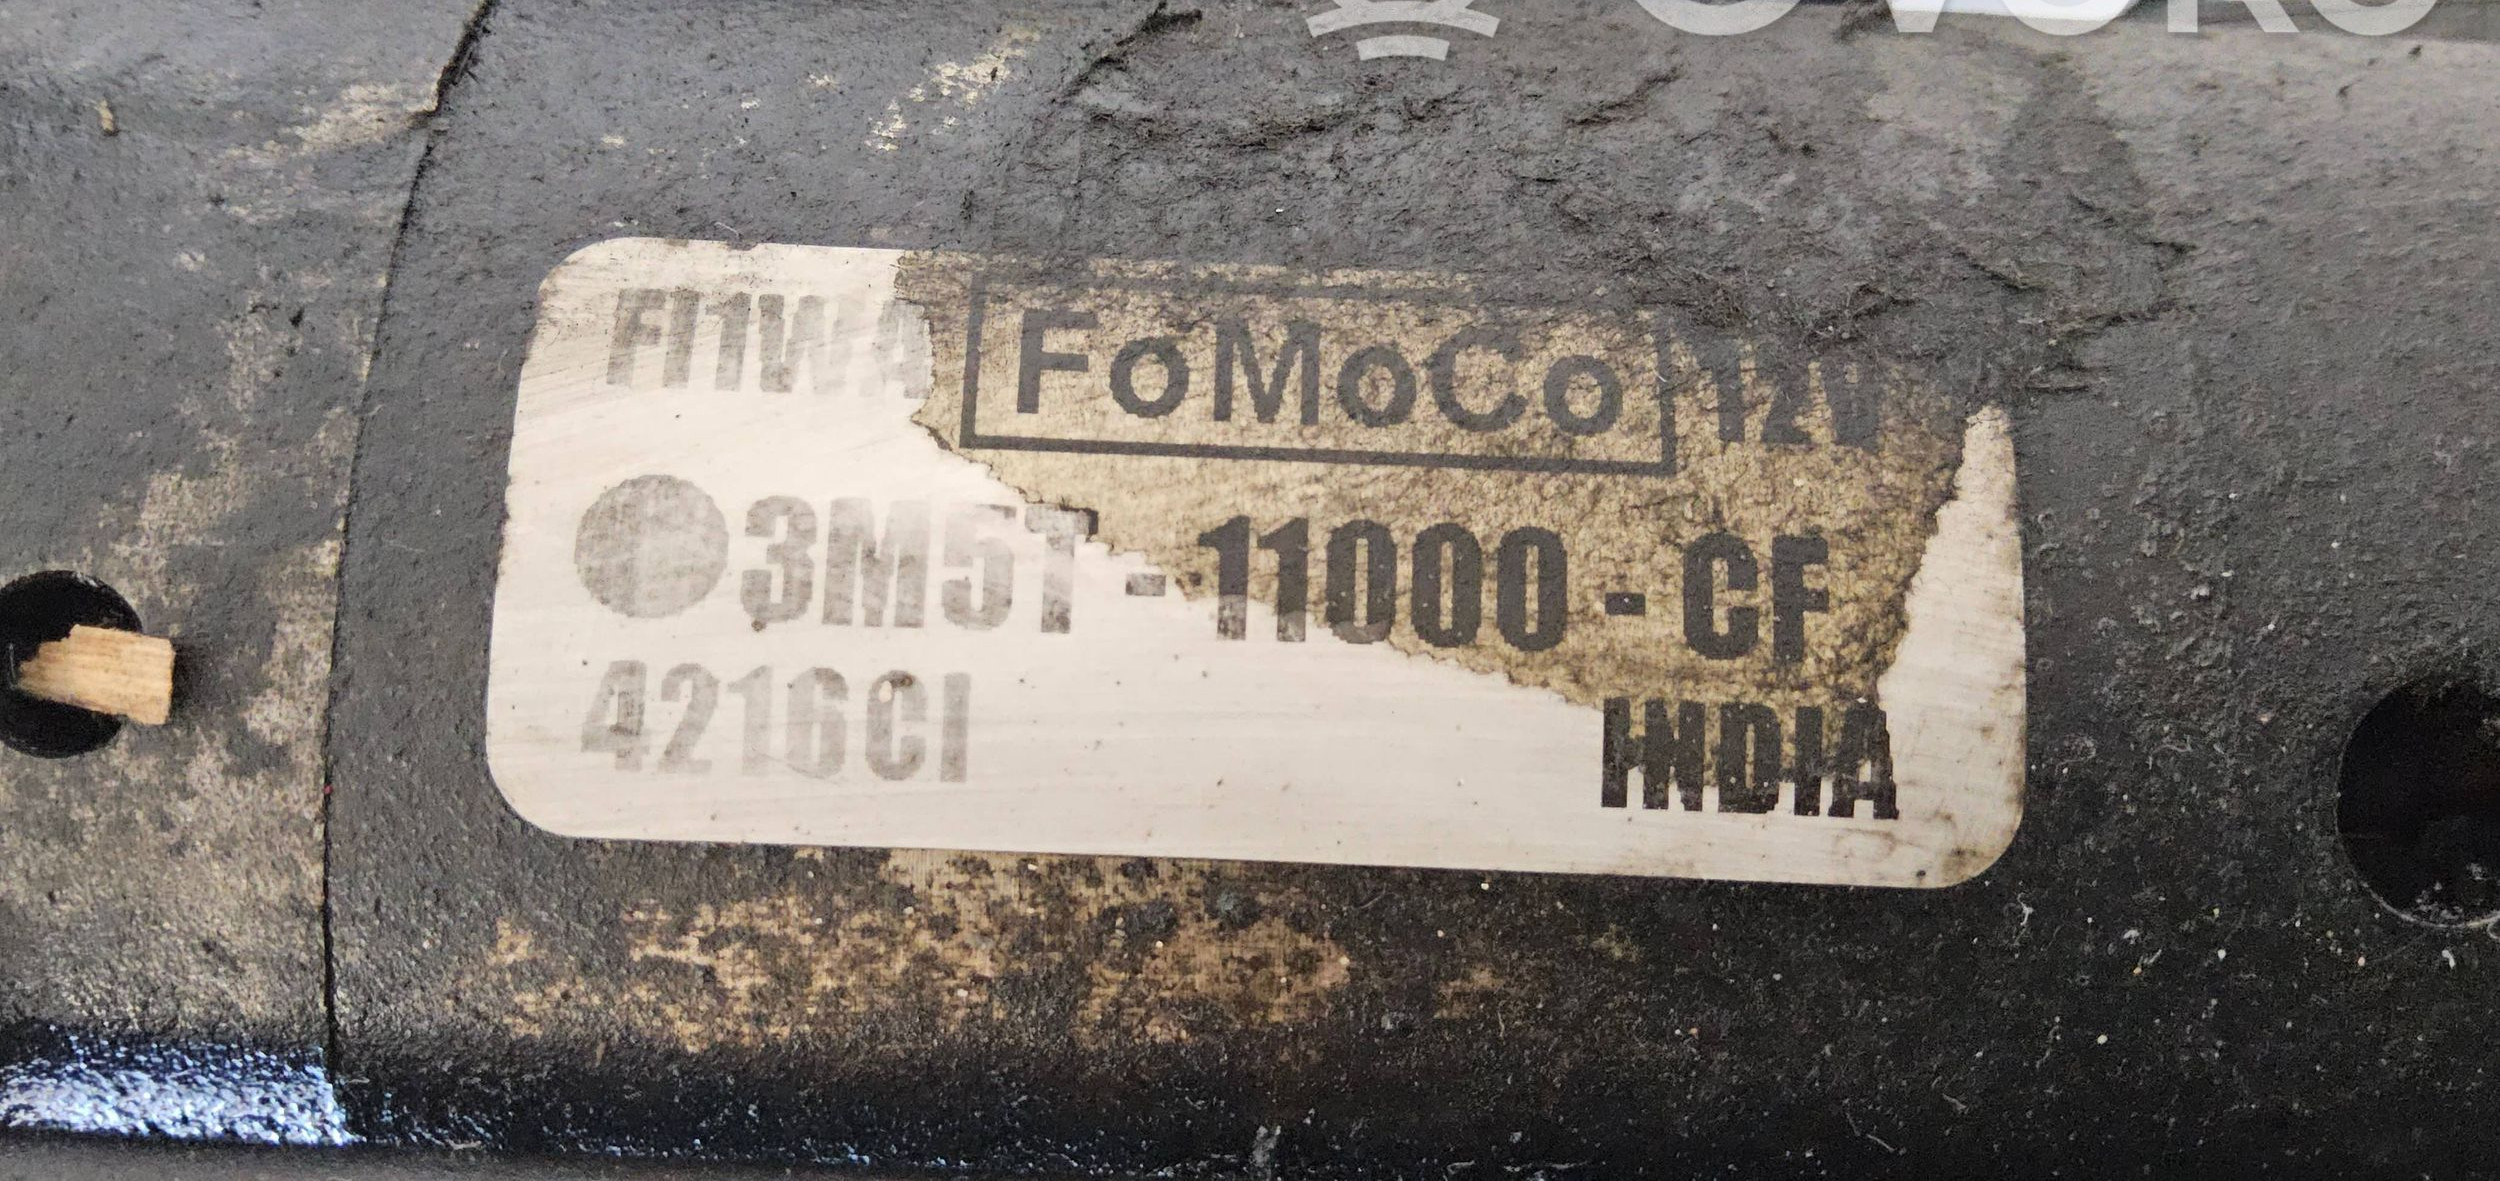 FI1WA FoMoCo 12V
3M5T - 11000 - CF
4216CI
INDIA